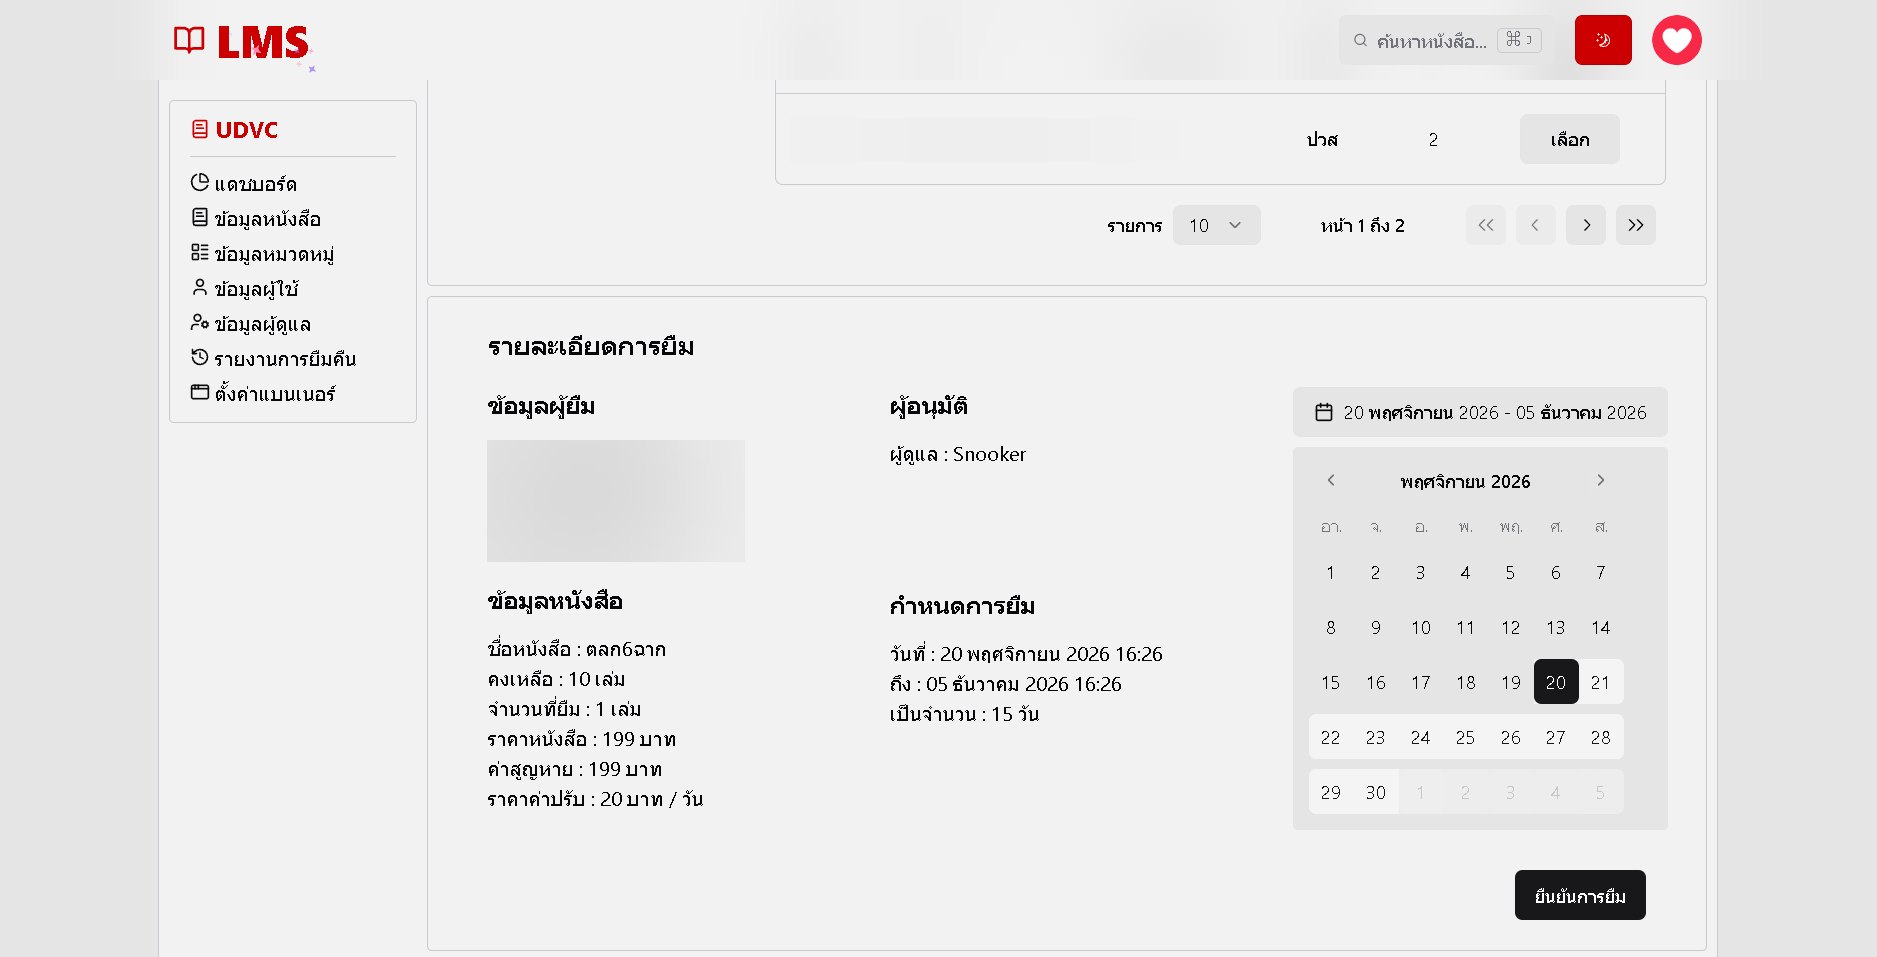 LMS
ค้นหาหนังสือ... ⌘ J
UDVC
แดชบอร์ด
ข้อมูลหนังสือ
ข้อมูลหมวดหมู่
ข้อมูลผู้ใช้
ข้อมูลผู้ดูแล
รายงานการยืมคืน
ตั้งค่าแบนเนอร์
ปวส 2 เลือก
รายการ 10 หน้า 1 ถึง 2
รายละเอียดการยืม
ข้อมูลผู้ยืม
ผู้อนุมัติ
ผู้ดูแล : Snooker
ข้อมูลหนังสือ
ชื่อหนังสือ : ตลก6ฉาก
คงเหลือ : 10 เล่ม
จำนวนที่ยืม : 1 เล่ม
ราคาหนังสือ : 199 บาท
ค่าสูญหาย : 199 บาท
ราคาค่าปรับ : 20 บาท / วัน
กำหนดการยืม
วันที่ : 20 พฤศจิกายน 2026 16:26
ถึง : 05 ธันวาคม 2026 16:26
เป็นจำนวน : 15 วัน
20 พฤศจิกายน 2026 - 05 ธันวาคม 2026
พฤศจิกายน 2026
อา. จ. อ. พ. พฤ. ศ. ส.
1 2 3 4 5 6 7
8 9 10 11 12 13 14
15 16 17 18 19 20 21
22 23 24 25 26 27 28
29 30 1 2 3 4 5
ยืนยันการยืม